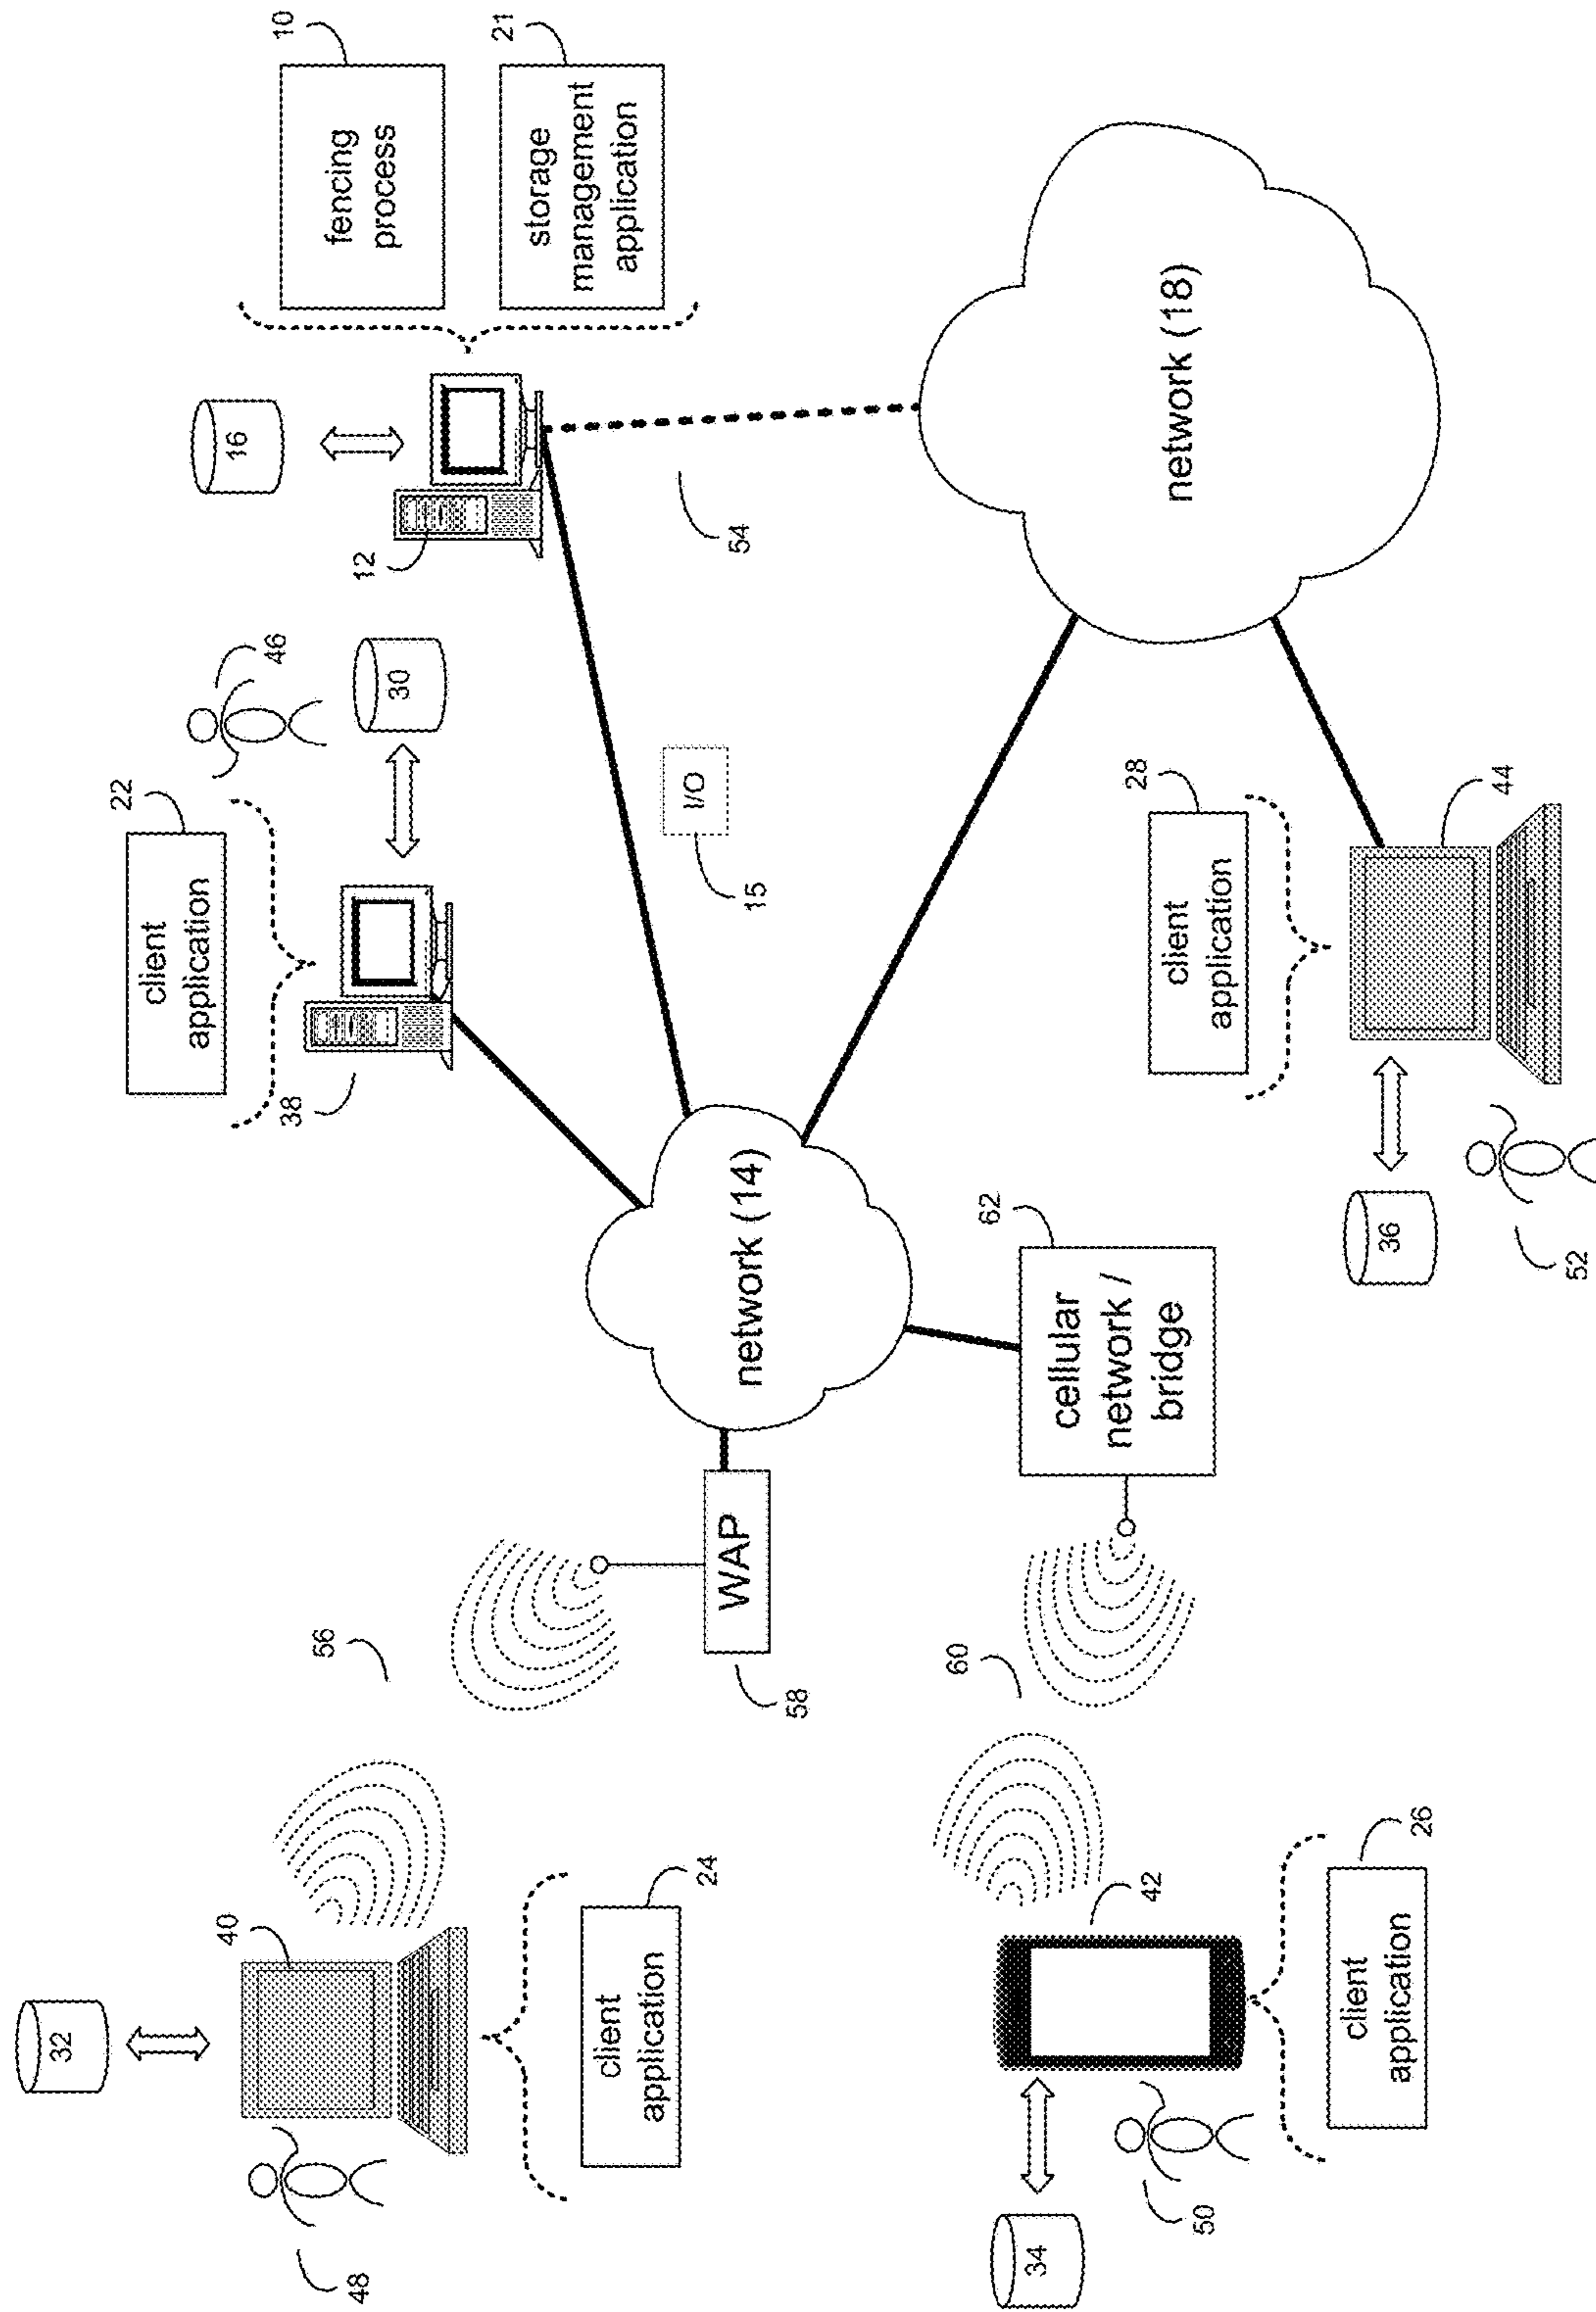 32
40
48
client
application
24
56
WAP
58
client
application
22
38
30
46
16
12
fencing
process
10
storage
management
application
21
I/O
15
54
network (14)
network (18)
34
50
42
client
application
26
60
cellular
network /
bridge
62
client
application
28
36
44
52